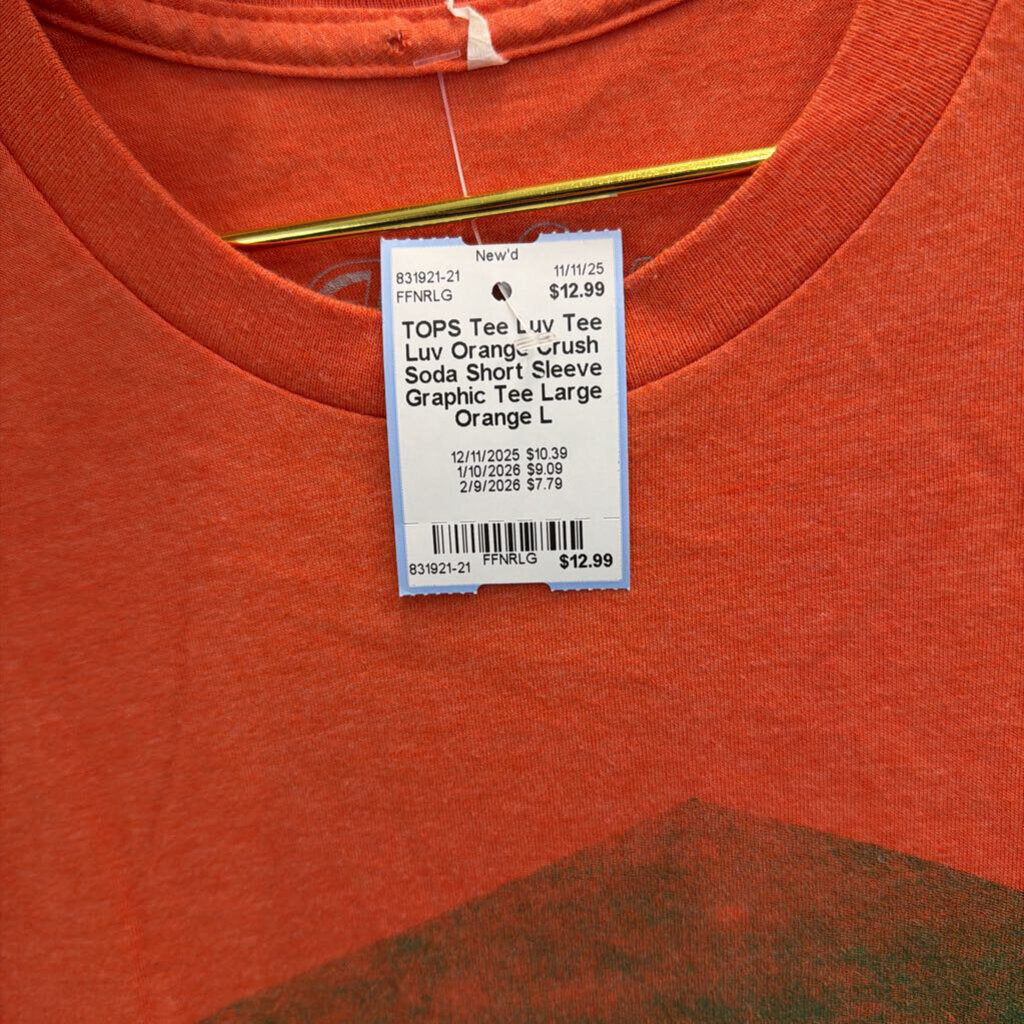 New'd
831921-21 11/11/25
FFNRLG $12.99
TOPS Tee Luv Tee
Luv Orange Crush
Soda Short Sleeve
Graphic Tee Large
Orange L
12/11/2025 $10.39
1/10/2026 $9.09
2/9/2026 $7.79
831921-21 FFNRLG $12.99